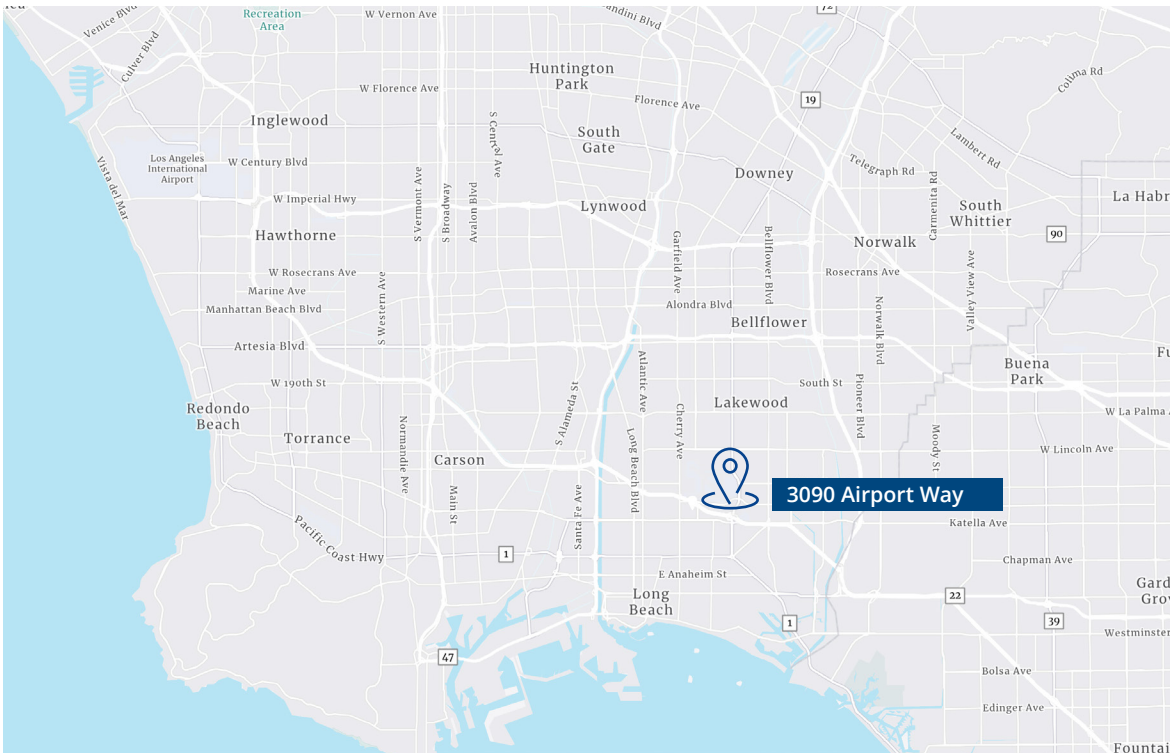 Venice Blvd
Culver Blvd
Recreation
Area
W Vernon Ave
72
W Florence Ave
Huntington
Park
Florence Ave
19
Colima Rd
Inglewood
S Central Ave
South
Gate
Lambert Rd
Los Angeles
International
Airport
W Century Blvd
Telegraph Rd
Downey
Vista del Mar
W Imperial Hwy
S Vermont Ave
S Broadway
Avalon Blvd
Lynwood
Carmenita Rd
South
Whittier
La Habr
Hawthorne
Garfield Ave
Bellflower Blvd
Norwalk
90
W Rosecrans Ave
Rosecrans Ave
Marine Ave
Manhattan Beach Blvd
S Western Ave
Alondra Blvd
Bellflower
Norwalk Blvd
Valley View Ave
Artesia Blvd
Buena
Park
Fu
W 190th St
Atlantic Ave
South St
Pioneer Blvd
Redondo
Beach
Torrance
Normandie Ave
S Alameda St
Cherry Ave
Lakewood
W La Palma
Carson
Long Beach Blvd
Moody St
W Lincoln Ave
Main St
Santa Fe Ave
3090 Airport Way
Katella Ave
Pacific Coast Hwy
1
Chapman Ave
E Anaheim St
Long
Beach
22
Gard
Gro
1
39
Westminster
47
Bolsa Ave
Edinger Ave
Fountai